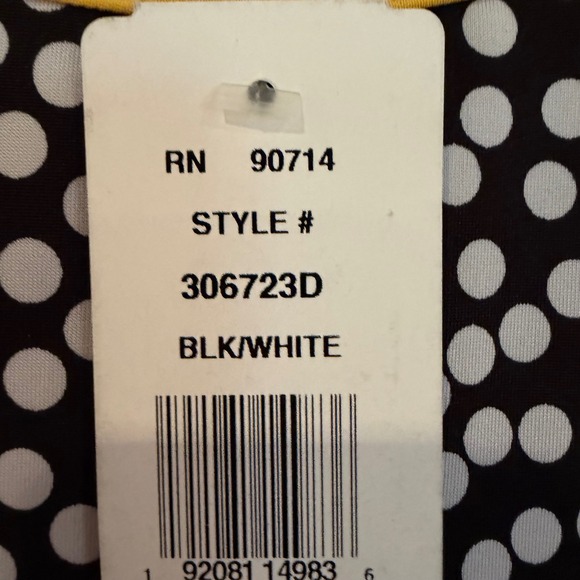 RN 90714
STYLE #
306723D
BLK/WHITE
1 92081 14983 6